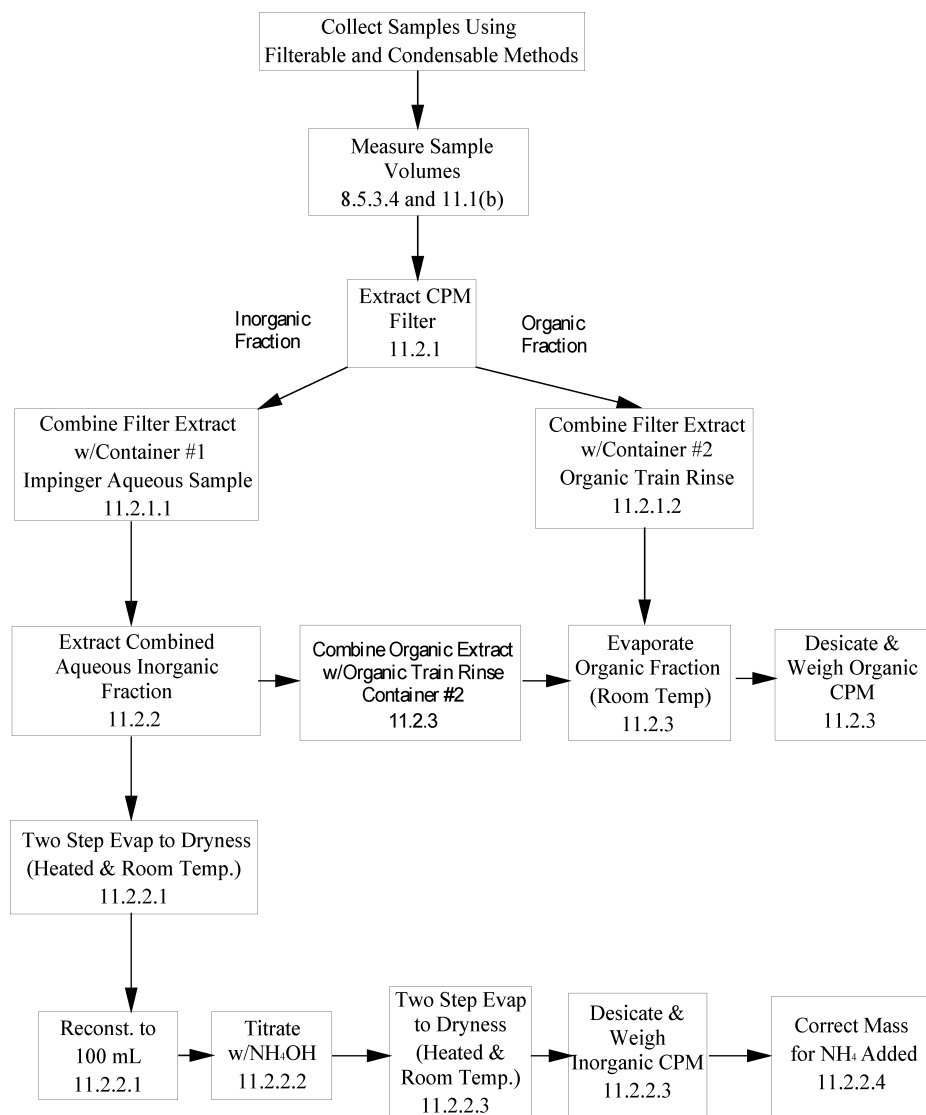 Collect Samples Using
Filterable and Condensable Methods
Measure Sample
Volumes
8.5.3.4 and 11.1(b)
Extract CPM
Filter
11.2.1
Inorganic
Fraction
Organic
Fraction
Combine Filter Extract
w/Container #1
Impinger Aqueous Sample
11.2.1.1
Combine Filter Extract
w/Container #2
Organic Train Rinse
11.2.1.2
Extract Combined
Aqueous Inorganic
Fraction
11.2.2
Combine Organic Extract
w/Organic Train Rinse
Container #2
11.2.3
Evaporate
Organic Fraction
(Room Temp)
11.2.3
Desicate &
Weigh Organic
CPM
11.2.3
Two Step Evap to Dryness
(Heated & Room Temp.)
11.2.2.1
Reconst. to
100 mL
11.2.2.1
Titrate
w/NH₄OH
11.2.2.2
Two Step Evap
to Dryness
(Heated &
Room Temp.)
11.2.2.3
Desicate &
Weigh
Inorganic CPM
11.2.2.3
Correct Mass
for NH₄ Added
11.2.2.4